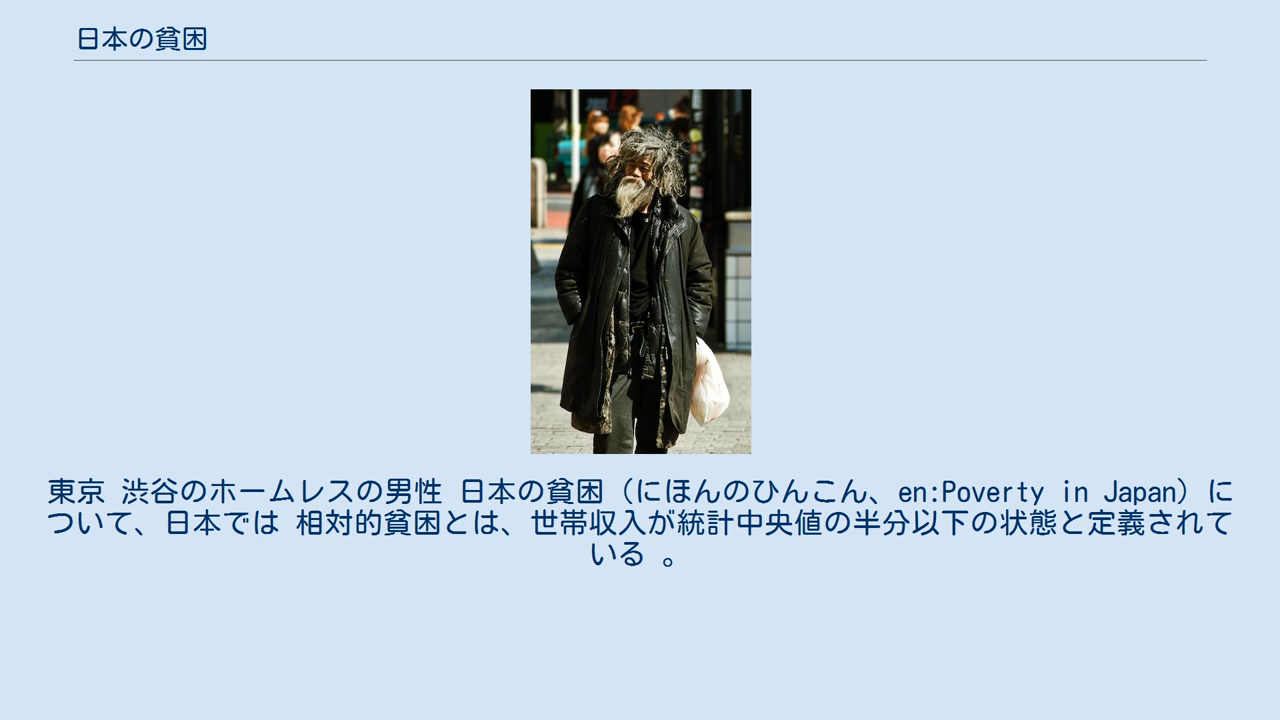 日本の貧困
東京 渋谷のホームレスの男性 日本の貧困（にほんのひんこん、en:Poverty in Japan）に
ついて、日本では 相対的貧困とは、世帯収入が統計中央値の半分以下の状態と定義されて
いる 。